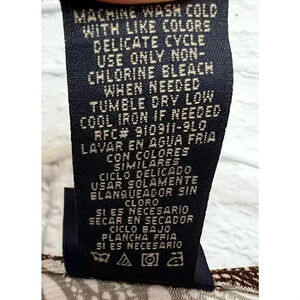 MACHINE WASH COLD
WITH LIKE COLORS
DELICATE CYCLE
USE ONLY NON-
CHLORINE BLEACH
WHEN NEEDED
TUMBLE DRY LOW
COOL IRON IF NEEDED
RFC# 910911-9L0
LAVAR EN AGUA FRIA
CON COLORES
SIMILARES
CICLO DELICADO
USAR SOLAMENTE
BLANQUEADOR SIN
CLORO
SI ES NECESARIO
SECAR EN SECADOR
CICLO BAJO
PLANCHA FRIA
SI ES NECESARIO